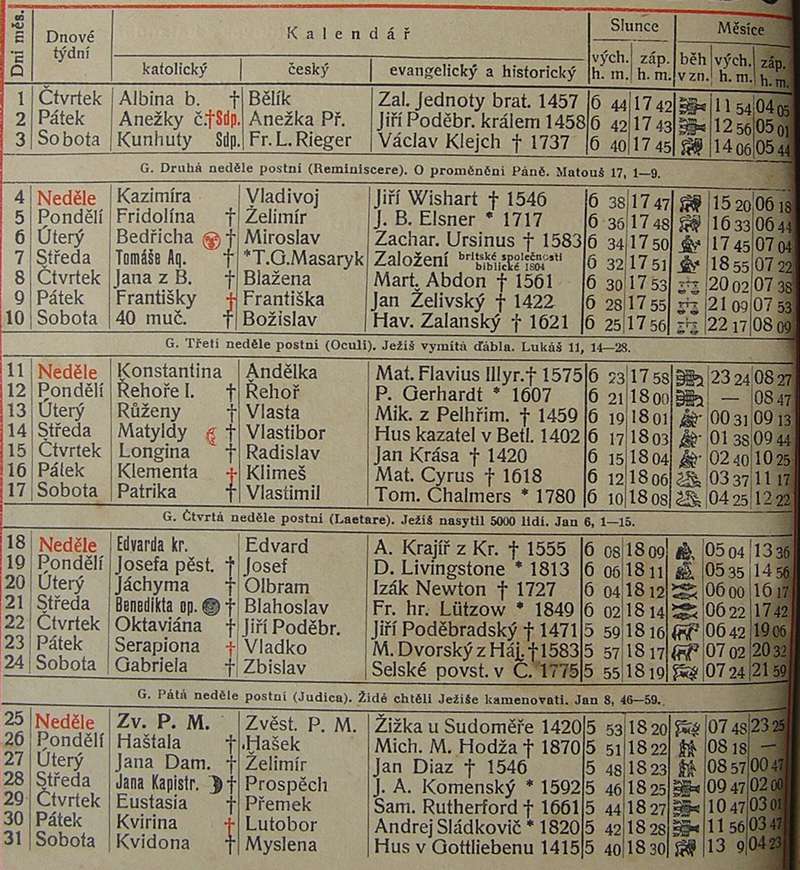 Dni měs. Dnové týdní Kalendář Slunce Měsíce
katolický český evangelický a historický vých. h. m. záp. h. m. běh v zn. vých. h. m. záp. h. m.
1 Čtvrtek Albina b. † Bělík Zal. Jednoty brat. 1457 6 44 17 42 11 54 04 05
2 Pátek Anežky č. † Sdp. Anežka Př. Jiří Poděbr. králem 1458 6 42 17 43 12 56 05 01
3 Sobota Kunhuty Sdp. Fr. L. Rieger Václav Klejch † 1737 6 40 17 45 14 06 05 44
G. Druhá neděle postní (Reminiscere). O proměnění Páně. Matouš 17, 1—9.
4 Neděle Kazimíra Vladivoj Jiří Wishart † 1546 6 38 17 47 15 20 06 18
5 Pondělí Fridolína † Želimír J. B. Elsner * 1717 6 36 17 48 16 33 06 44
6 Úterý Bedřicha † Miroslav Zachar. Ursinus † 1583 6 34 17 50 17 45 07 04
7 Středa Tomáše Aq. † *T.G.Masaryk Založení britské společnosti biblické 1804 6 32 17 51 18 55 07 22
8 Čtvrtek Jana z B. † Blažena Mart. Abdon † 1561 6 30 17 53 20 02 07 38
9 Pátek Františky † Františka Jan Želivský † 1422 6 28 17 55 21 09 07 53
10 Sobota 40 muč. † Božislav Hav. Zalanský † 1621 6 25 17 56 22 17 08 09
G. Třetí neděle postní (Oculi). Ježíš vymítá ďábla. Lukáš 11, 14—28.
11 Neděle Konstantina Andělka Mat. Flavius Illyr. † 1575 6 23 17 58 23 24 08 27
12 Pondělí Řehoře I. † Řehoř P. Gerhardt * 1607 6 21 18 00 — 08 47
13 Úterý Růženy † Vlasta Mik. z Pelhřim. † 1459 6 19 18 01 00 31 09 13
14 Středa Matyldy † Vlastibor Hus kazatel v Betl. 1402 6 17 18 03 01 38 09 44
15 Čtvrtek Longina † Radislav Jan Krása † 1420 6 15 18 04 02 40 10 25
16 Pátek Klementa † Klimeš Mat. Cyrus † 1618 6 12 18 06 03 37 11 17
17 Sobota Patrika † Vlastimil Tom. Chalmers * 1780 6 10 18 08 04 25 12 22
G. Čtvrtá neděle postní (Laetare). Ježíš nasytil 5000 lidí. Jan 6, 1—15.
18 Neděle Edvarda kr. Edvard A. Krajíř z Kr. † 1555 6 08 18 09 05 04 13 36
19 Pondělí Josefa pěst. † Josef D. Livingstone * 1813 6 06 18 11 05 35 14 56
20 Úterý Jáchyma † Olbram Izák Newton † 1727 6 04 18 12 06 00 16 17
21 Středa Benedikta op. † Blahoslav Fr. hr. Lützow * 1849 6 02 18 14 06 22 17 42
22 Čtvrtek Oktaviána † Jiří Poděbr. Jiří Poděbradský † 1471 5 59 18 16 06 42 19 06
23 Pátek Serapiona † Vladko M. Dvorský z Háj. † 1583 5 57 18 17 07 02 20 32
24 Sobota Gabriela † Zbislav Selské povst. v Č. 1775 5 55 18 19 07 24 21 59
G. Pátá neděle postní (Judica). Židé chtěli Ježíše kamenovati. Jan 8, 46—59.
25 Neděle Zv. P. M. Zvěst. P. M. Žižka u Sudoměře 1420 5 53 18 20 07 48 23 25
26 Pondělí Haštala † Hašek Mich. M. Hodža † 1870 5 51 18 22 08 18 —
27 Úterý Jana Dam. † Želimír Jan Diaz † 1546 5 48 18 23 08 57 00 47
28 Středa Jana Kapistr. † Prospěch J. A. Komenský * 1592 5 46 18 25 09 47 02 00
29 Čtvrtek Eustasia † Přemek Sam. Rutherford † 1661 5 44 18 27 10 47 03 01
30 Pátek Kvirina † Lutobor Andrej Sládkovič * 1820 5 42 18 28 11 56 03 47
31 Sobota Kvidona † Myslena Hus v Gottliebenu 1415 5 40 18 30 13 9 04 23